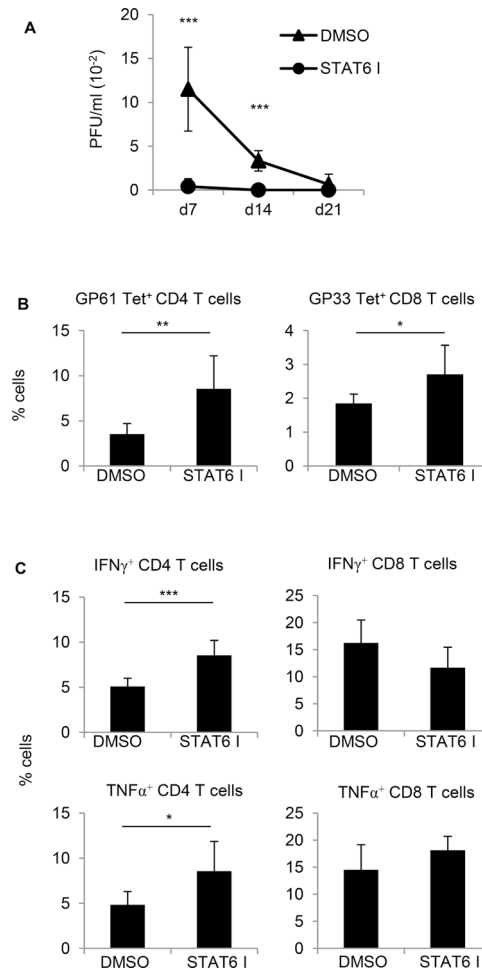 A
***
***
DMSO
STAT6 I
PFU/ml (10⁻²)
20
15
10
5
0
d7
d14
d21
B
GP61 Tet⁺ CD4 T cells
**
% cells
15
10
5
0
DMSO
STAT6 I
GP33 Tet⁺ CD8 T cells
*
4
3
2
1
0
DMSO
STAT6 I
C
% cells
IFNγ⁺ CD4 T cells
***
15
10
5
0
DMSO
STAT6 I
IFNγ⁺ CD8 T cells
25
20
15
10
5
0
DMSO
STAT6 I
TNFα⁺ CD4 T cells
*
15
10
5
0
DMSO
STAT6 I
TNFα⁺ CD8 T cells
25
20
15
10
5
0
DMSO
STAT6 I